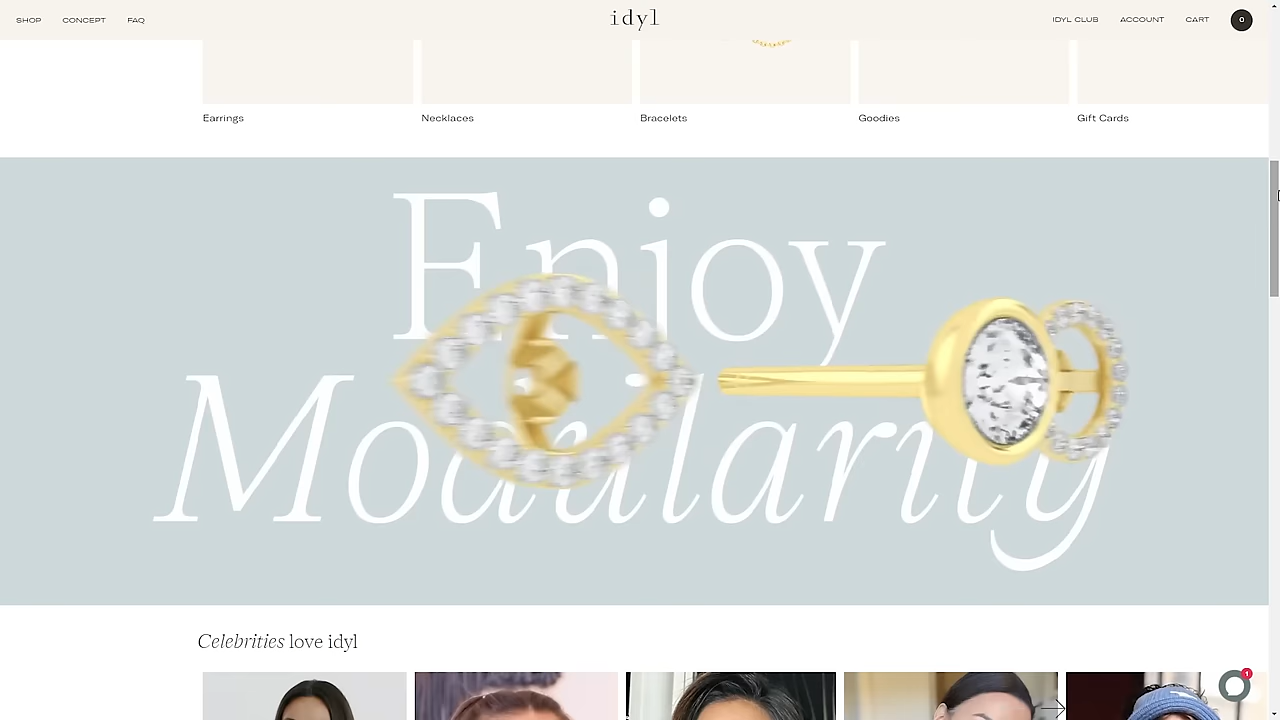 SHOP CONCEPT FAQ
idyl
IDYL CLUB ACCOUNT CART 0
Earrings Necklaces Bracelets Goodies Gift Cards
Enjoy
Modularity
Celebrities love idyl
1